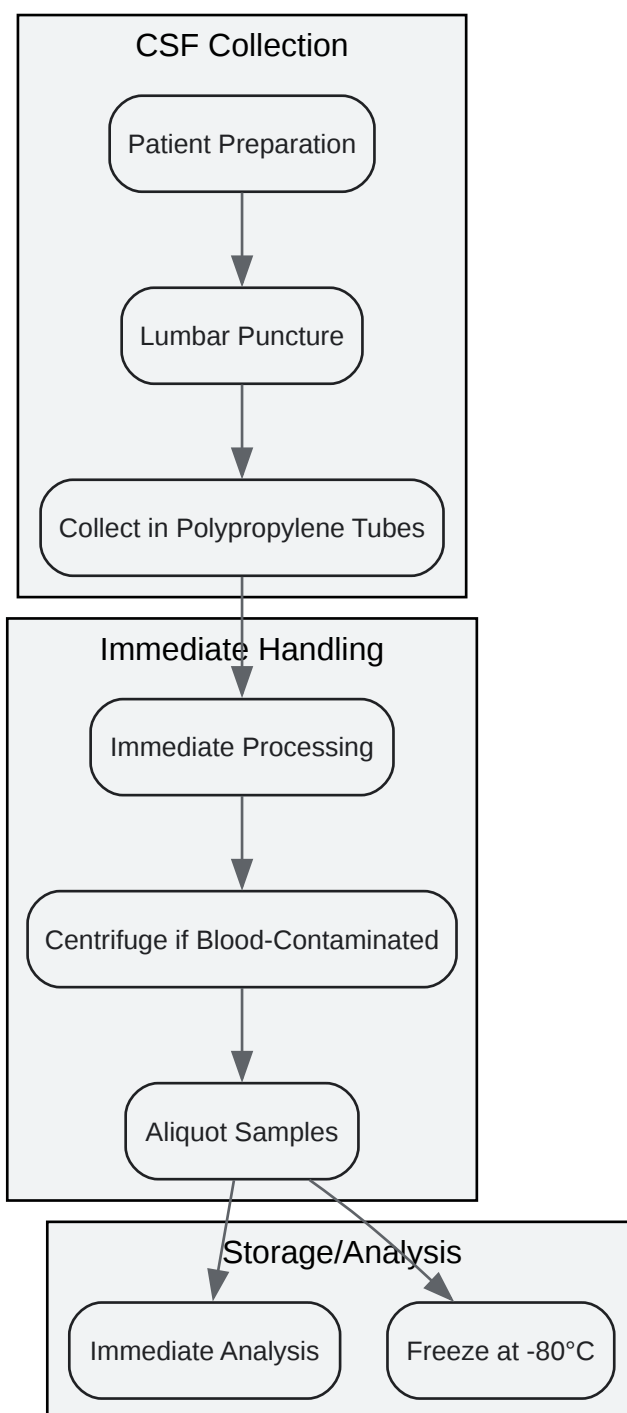 CSF Collection
Patient Preparation
Lumbar Puncture
Collect in Polypropylene Tubes
Immediate Handling
Immediate Processing
Centrifuge if Blood-Contaminated
Aliquot Samples
Storage/Analysis
Immediate Analysis
Freeze at -80°C